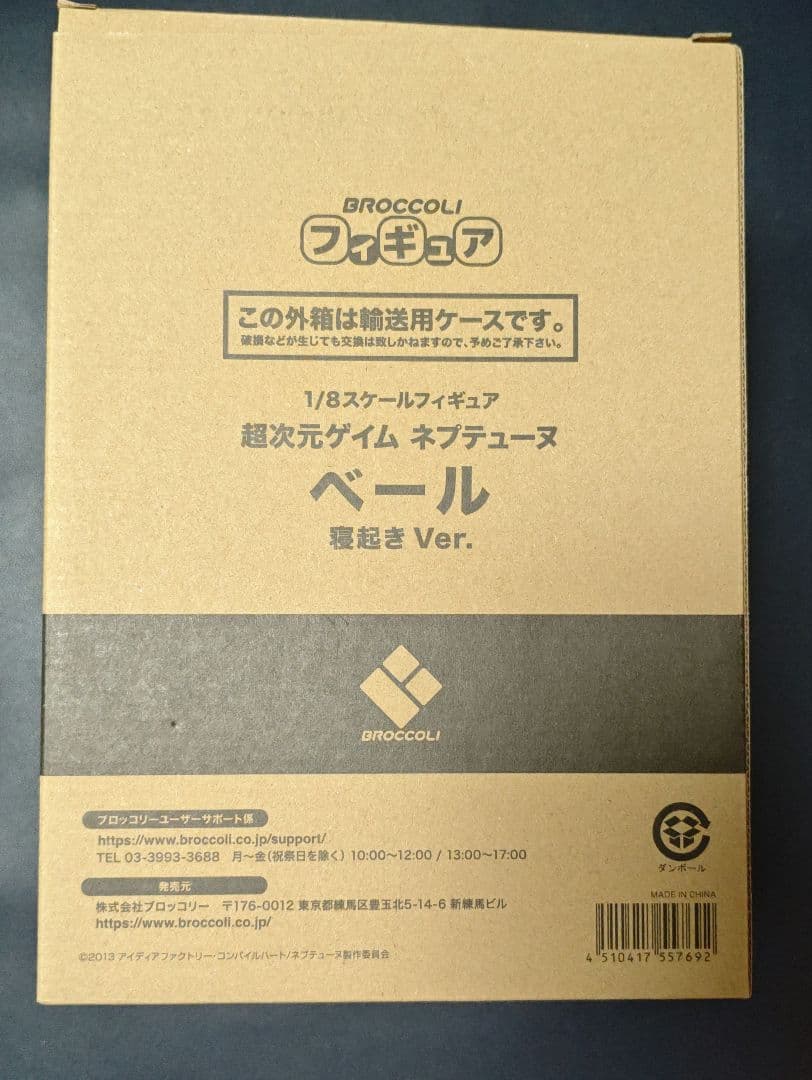 BROCCOLI
フィギュア
この外箱は輸送用ケースです。
破損などが生じても交換は致しかねますので、予めご了承下さい。
1/8スケールフィギュア
超次元ゲイム ネプテューヌ
ベール
寝起き Ver.
BROCCOLI
ブロッコリーユーザーサポート係
https://www.broccoli.co.jp/support/
TEL 03-3993-3688 月〜金(祝祭日を除く) 10:00〜12:00 / 13:00〜17:00
発売元
株式会社ブロッコリー 〒176-0012 東京都練馬区豊玉北5-14-6 新練馬ビル
https://www.broccoli.co.jp/
©2013 アイディアファクトリー・コンパイルハート/ネプテューヌ製作委員会
ダンボール
MADE IN CHINA
4 510417 557692